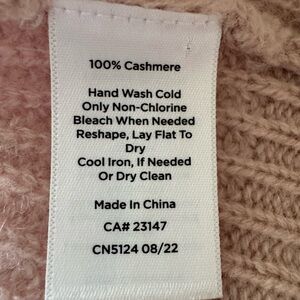 100% Cashmere
Hand Wash Cold
Only Non-Chlorine
Bleach When Needed
Reshape, Lay Flat To
Dry
Cool Iron, If Needed
Or Dry Clean
Made In China
CA# 23147
CN5124 08/22